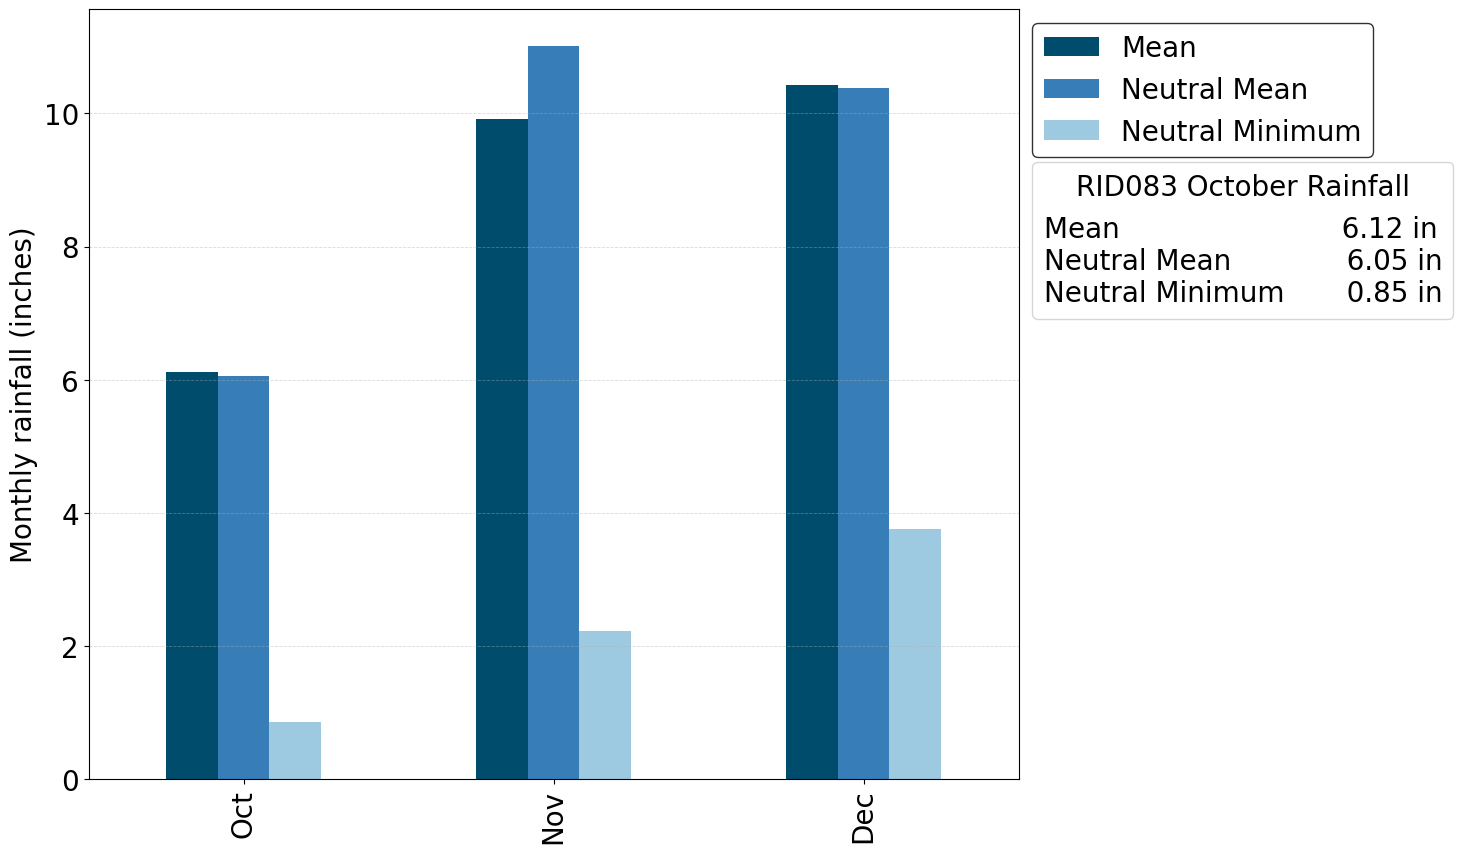 Monthly rainfall (inches)
10
8
6
4
2
0
Oct
Nov
Dec
Mean
Neutral Mean
Neutral Minimum
RID083 October Rainfall
Mean 6.12 in
Neutral Mean 6.05 in
Neutral Minimum 0.85 in